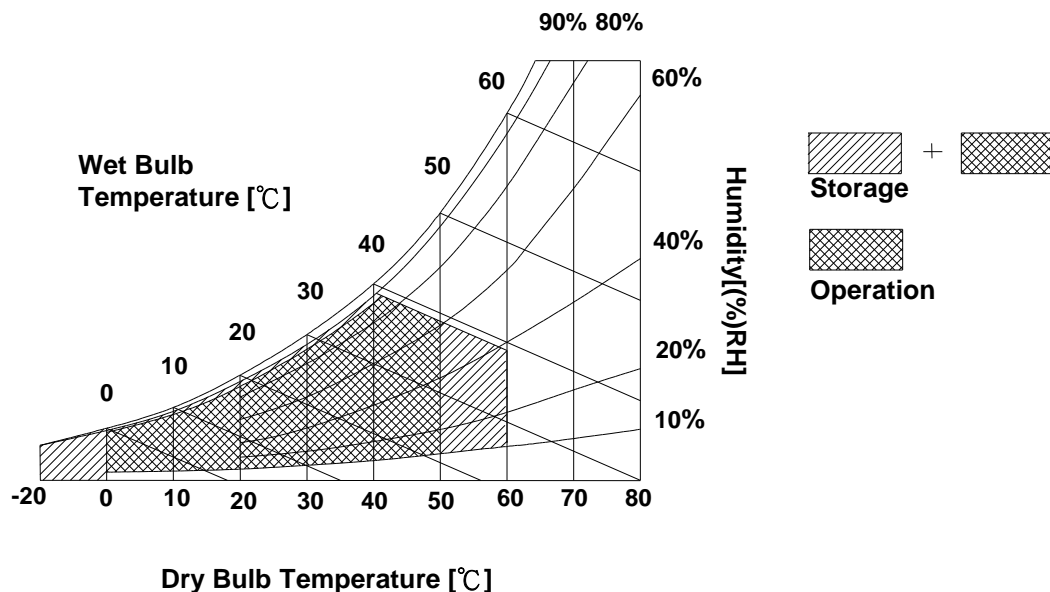 90% 80%
60
60%
50
Wet Bulb
Temperature [℃]
40
30
20
10
0
Humidity[(%)RH]
40%
20%
10%
+
Storage
Operation
-20 0 10 20 30 40 50 60 70 80
Dry Bulb Temperature [℃]